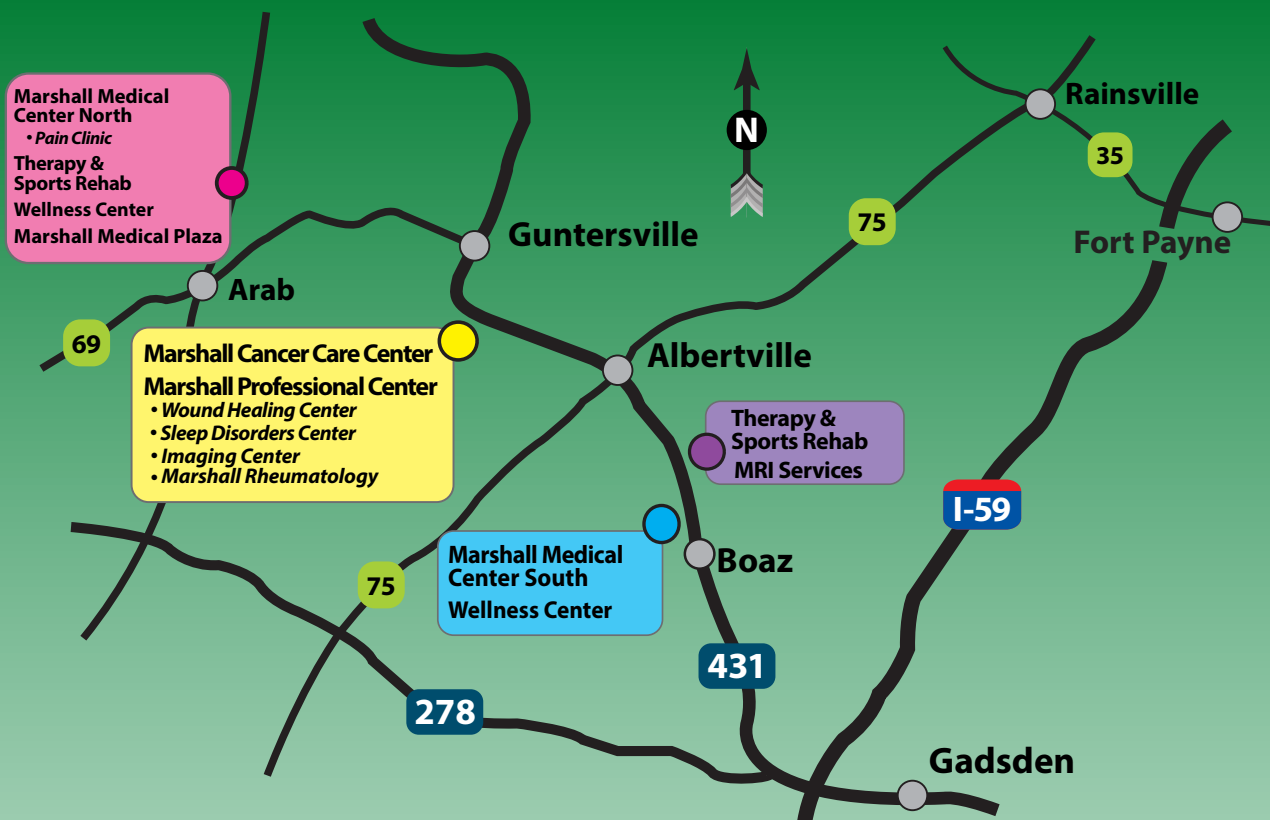 Marshall Medical
Center North
• Pain Clinic
Therapy &
Sports Rehab
Wellness Center
Marshall Medical Plaza
N
Rainsville
35
75
Fort Payne
Guntersville
Arab
69
Marshall Cancer Care Center
Marshall Professional Center
• Wound Healing Center
• Sleep Disorders Center
• Imaging Center
• Marshall Rheumatology
Albertville
Therapy &
Sports Rehab
MRI Services
I-59
Marshall Medical
Center South
Wellness Center
Boaz
75
431
278
Gadsden